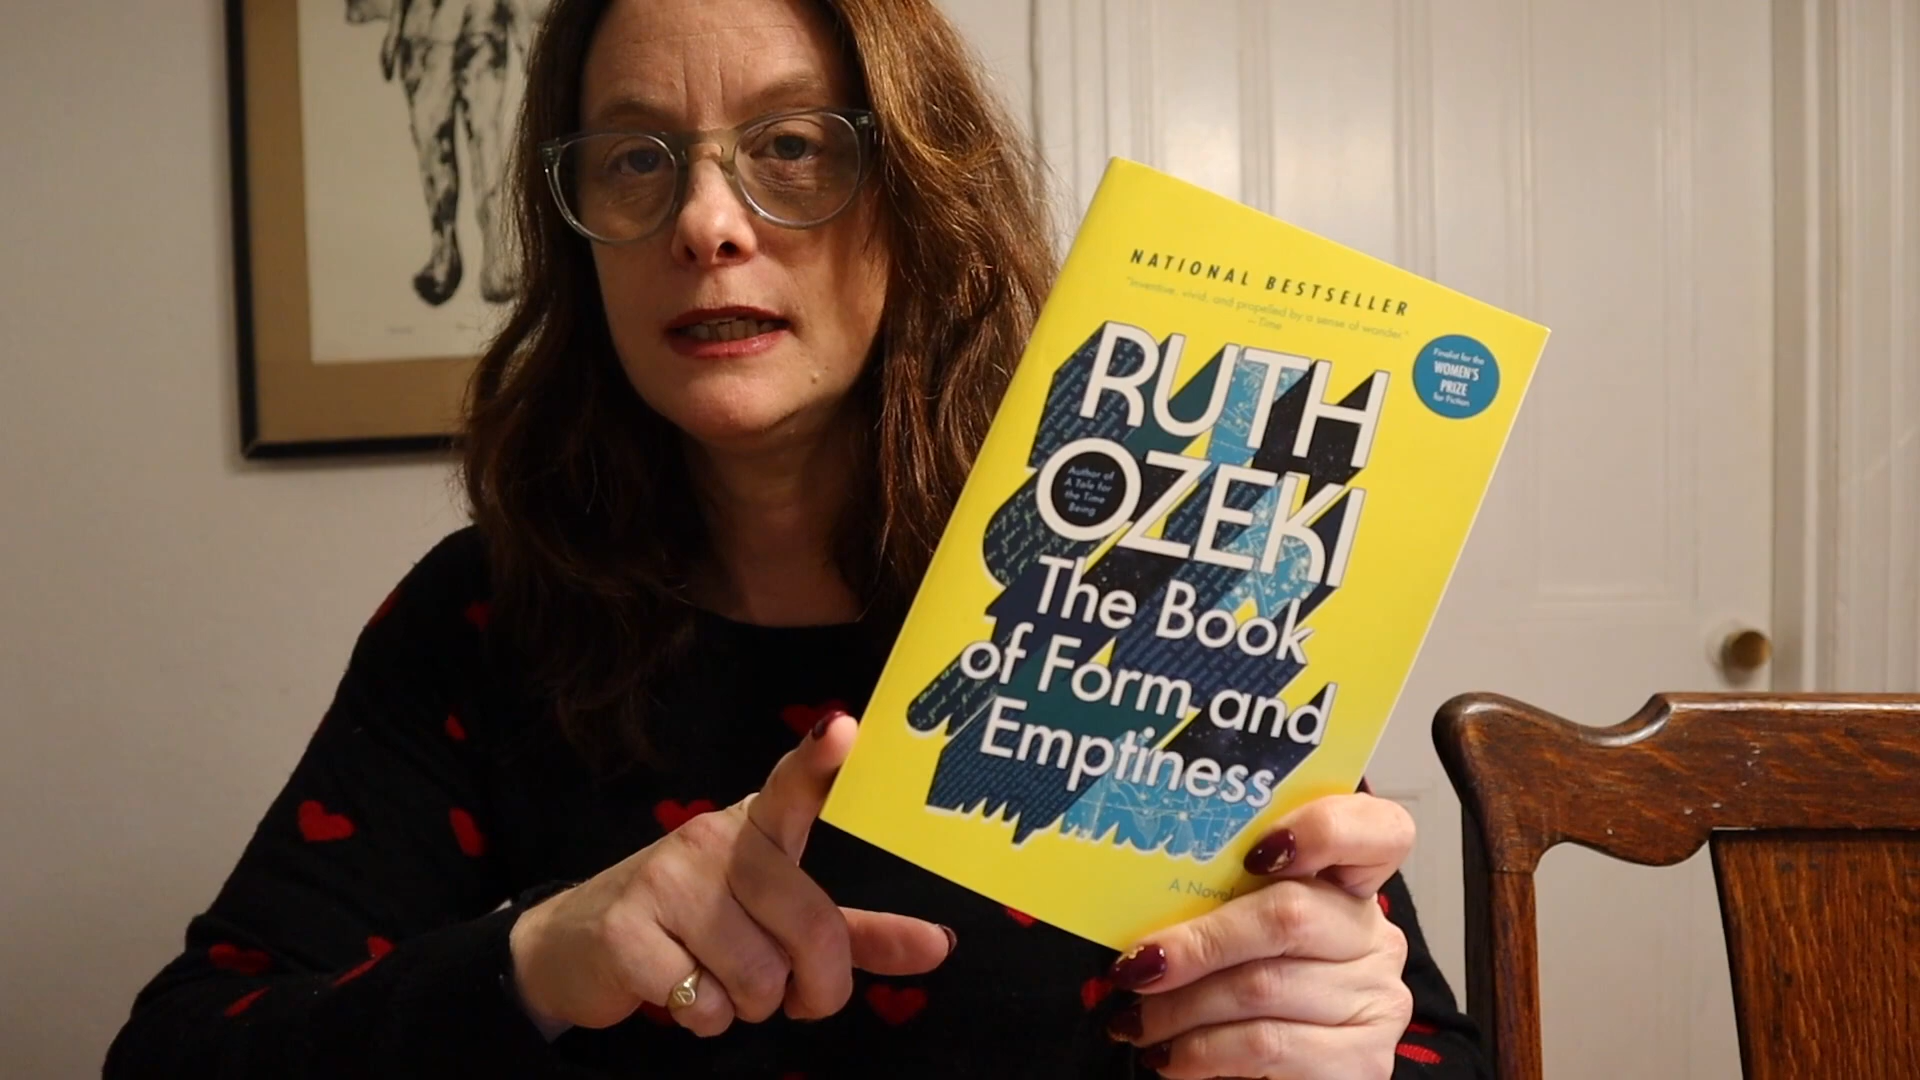 NATIONAL BESTSELLER
"Inventive, vivid, and propelled by a sense of wonder."
—Time
Finalist for the
WOMEN'S
PRIZE
for Fiction
RUTH
OZEKI
Author of
A Tale for
the Time
Being
The Book
of Form and
Emptiness
A Novel